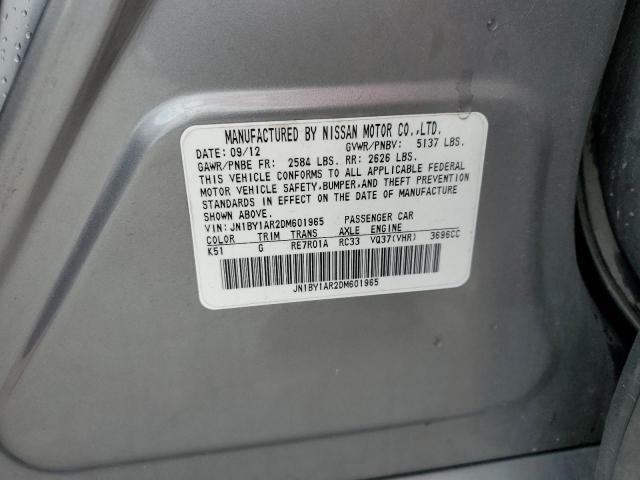 MANUFACTURED BY NISSAN MOTOR CO.,LTD.
DATE: 09/12 GVWR/PNBV: 5137 LBS.
GAWR/PNBE FR: 2584 LBS. RR: 2626 LBS.
THIS VEHICLE CONFORMS TO ALL APPLICABLE FEDERAL
MOTOR VEHICLE SAFETY,BUMPER,AND THEFT PREVENTION
STANDARDS IN EFFECT ON THE DATE OF MANUFACTURE
SHOWN ABOVE.
VIN: JN1BY1AR2DM601965 PASSENGER CAR
COLOR TRIM TRANS AXLE ENGINE
K51 G RE7R01A RC33 VQ37(VHR) 3696CC
JN1BY1AR2DM601965